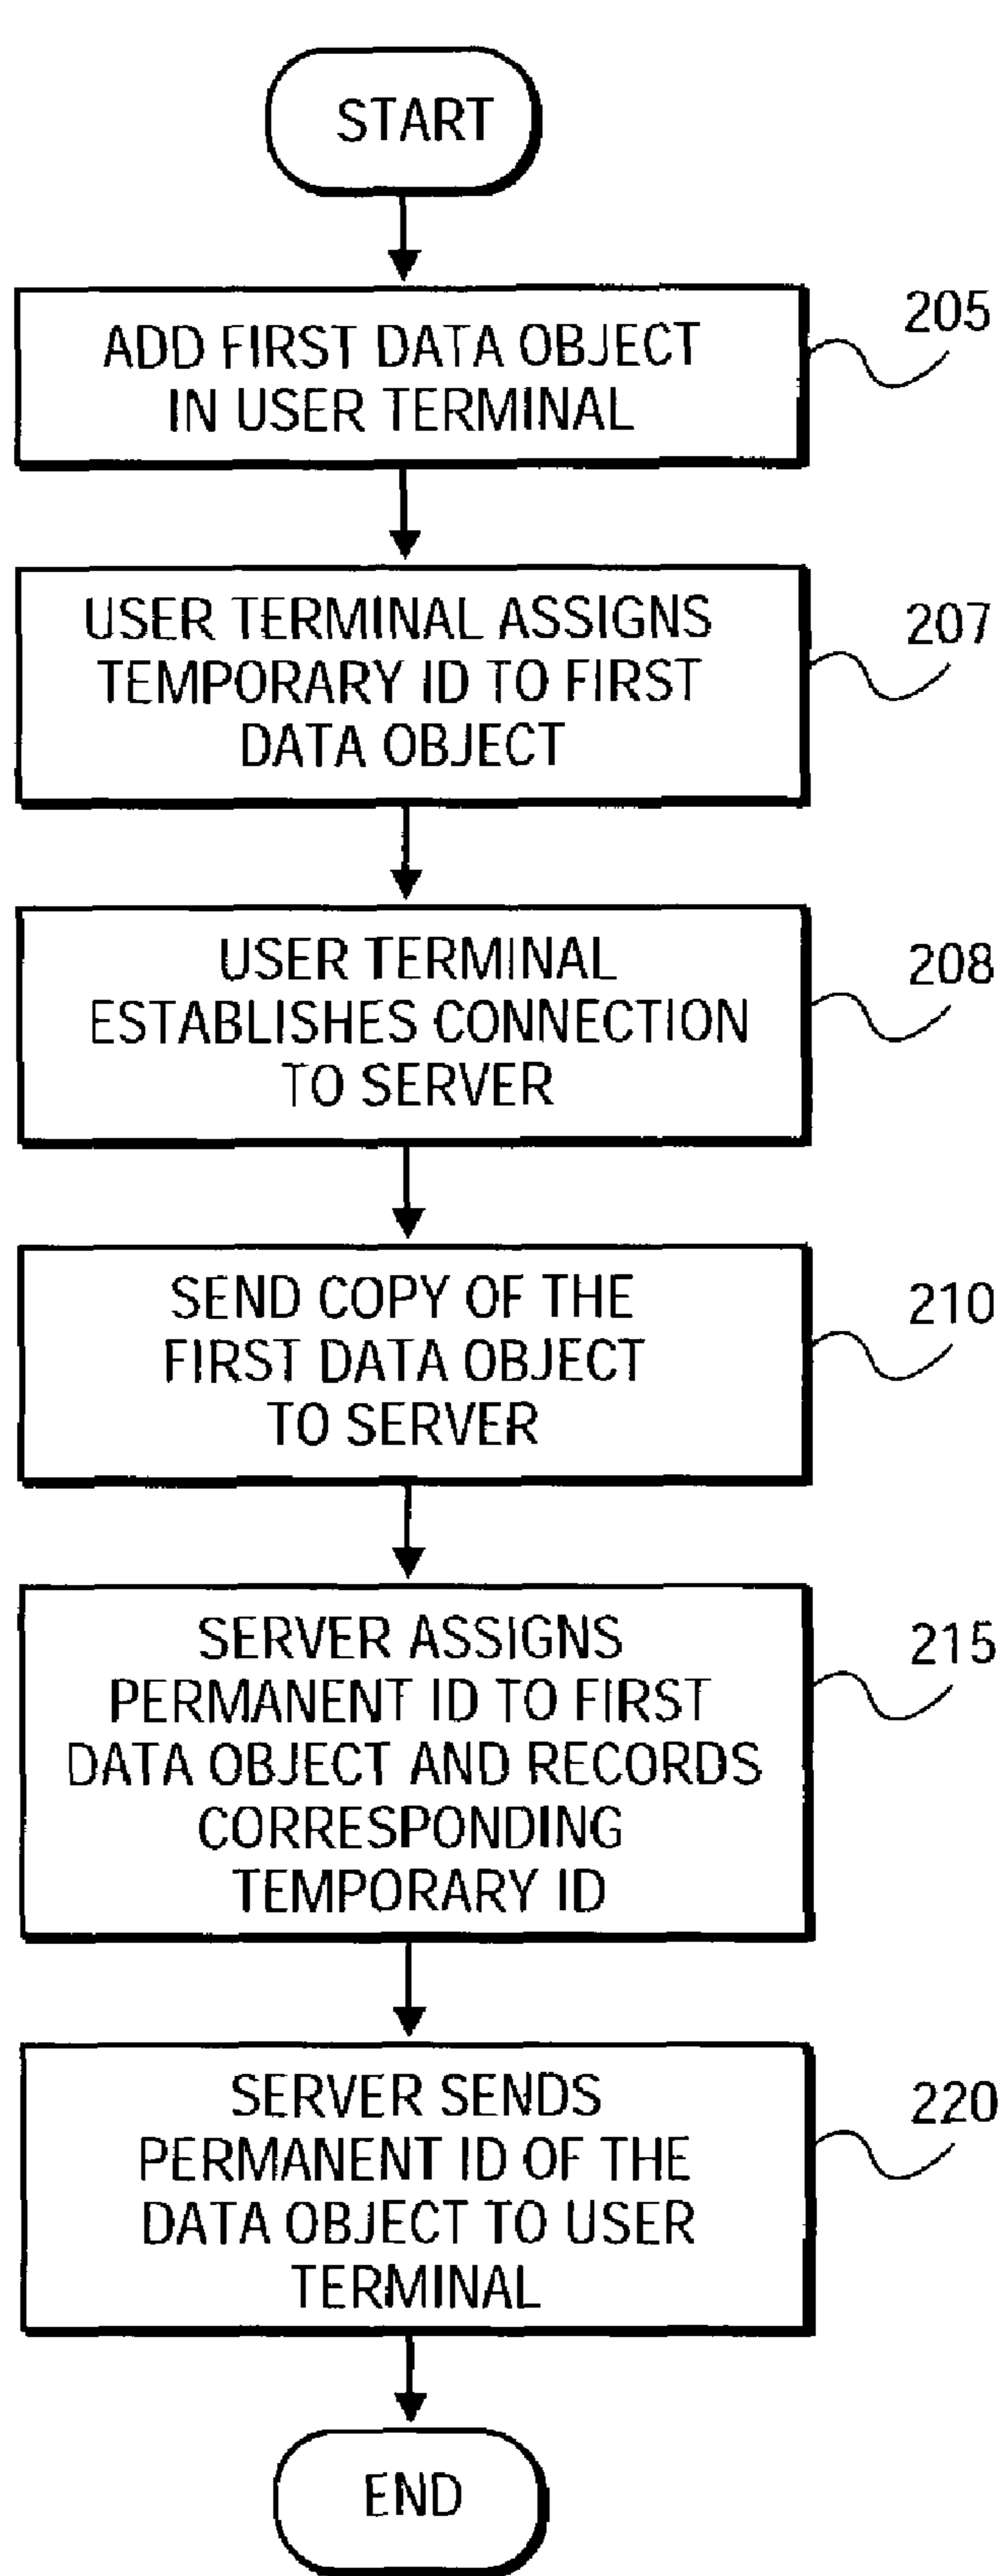 START
ADD FIRST DATA OBJECT
IN USER TERMINAL
205
USER TERMINAL ASSIGNS
TEMPORARY ID TO FIRST
DATA OBJECT
207
USER TERMINAL
ESTABLISHES CONNECTION
TO SERVER
208
SEND COPY OF THE
FIRST DATA OBJECT
TO SERVER
210
SERVER ASSIGNS
PERMANENT ID TO FIRST
DATA OBJECT AND RECORDS
CORRESPONDING
TEMPORARY ID
215
SERVER SENDS
PERMANENT ID OF THE
DATA OBJECT TO USER
TERMINAL
220
END